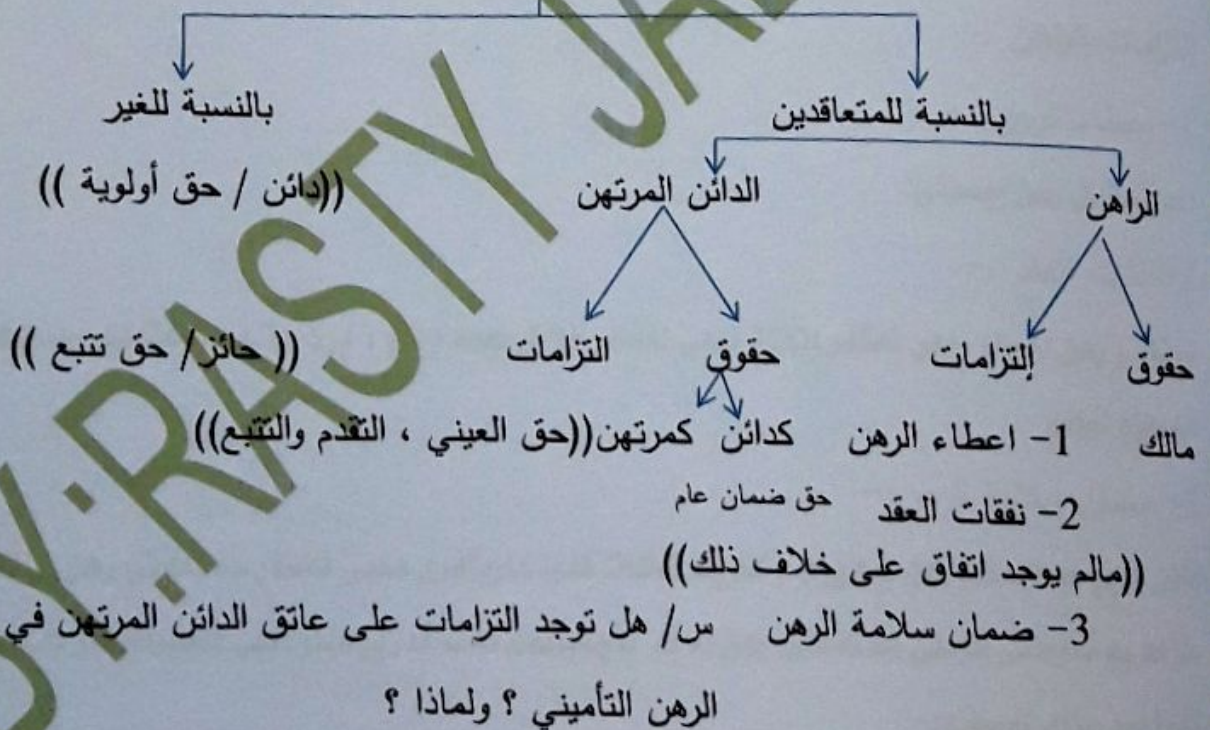 بالنسبة للمتعاقدين
بالنسبة للغير
الراهن
الدائن المرتهن
((دائن / حق أولوية ))
حقوق
إلتزامات
حقوق
التزامات
(( حائز/ حق تتبع ))
مالك
1- اعطاء الرهن
كدائن
كمرتهن((حق العيني ، التقدم والتتبع))
2- نفقات العقد
حق ضمان عام
((مالم يوجد اتفاق على خلاف ذلك))
3- ضمان سلامة الرهن
س/ هل توجد التزامات على عاتق الدائن المرتهن في
الرهن التأميني ؟ ولماذا ؟
Y:RASTY